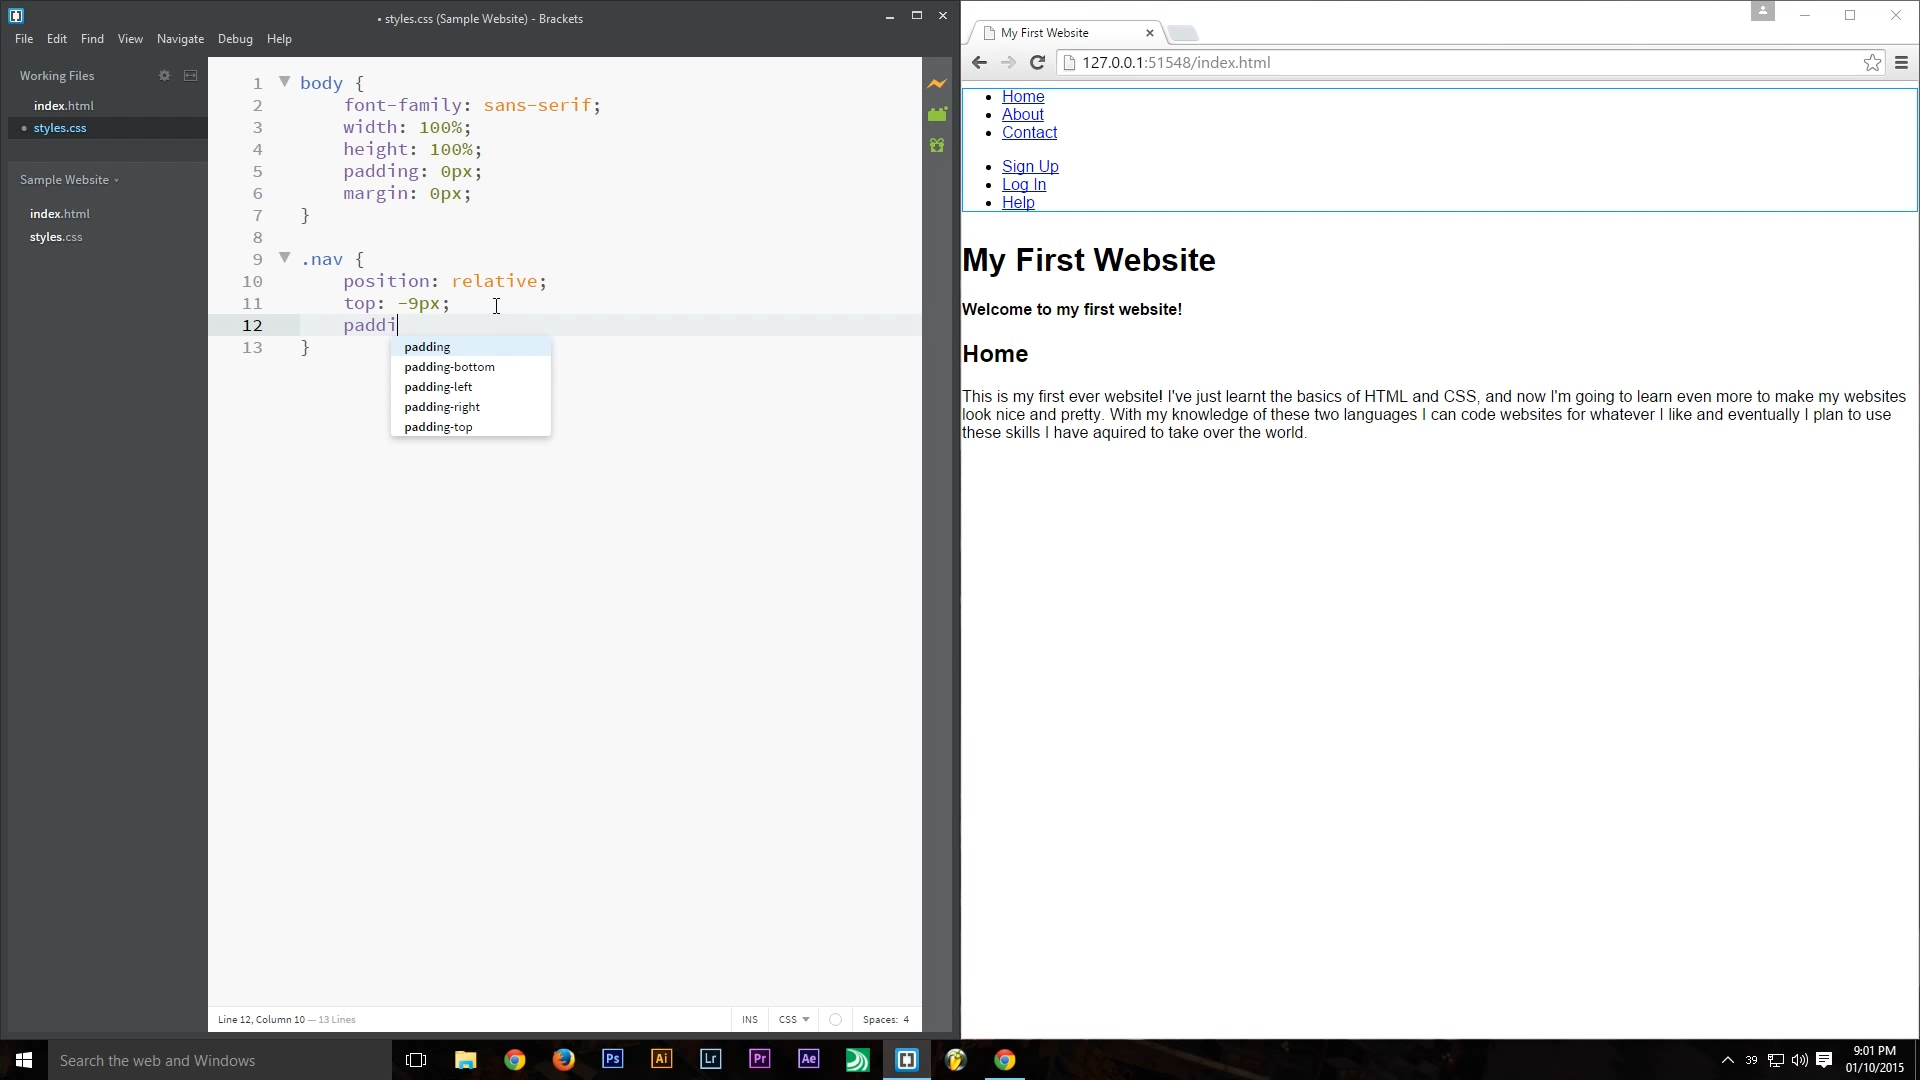 • styles.css (Sample Website) - Brackets
File Edit Find View Navigate Debug Help
Working Files
index.html
• styles.css
Sample Website
index.html
styles.css
1 body {
2 font-family: sans-serif;
3 width: 100%;
4 height: 100%;
5 padding: 0px;
6 margin: 0px;
7 }
8
9 .nav {
10 position: relative;
11 top: -9px;
12 paddi
13 }
padding
padding-bottom
padding-left
padding-right
padding-top
Line 12, Column 10 — 13 Lines
INS CSS Spaces: 4
My First Website
127.0.0.1:51548/index.html
• Home
• About
• Contact
• Sign Up
• Log In
• Help
My First Website
Welcome to my first website!
Home
This is my first ever website! I've just learnt the basics of HTML and CSS, and now I'm going to learn even more to make my websites
look nice and pretty. With my knowledge of these two languages I can code websites for whatever I like and eventually I plan to use
these skills I have aquired to take over the world.
Search the web and Windows
Ps Ai Lr Pr Ae
39
9:01 PM
01/10/2015